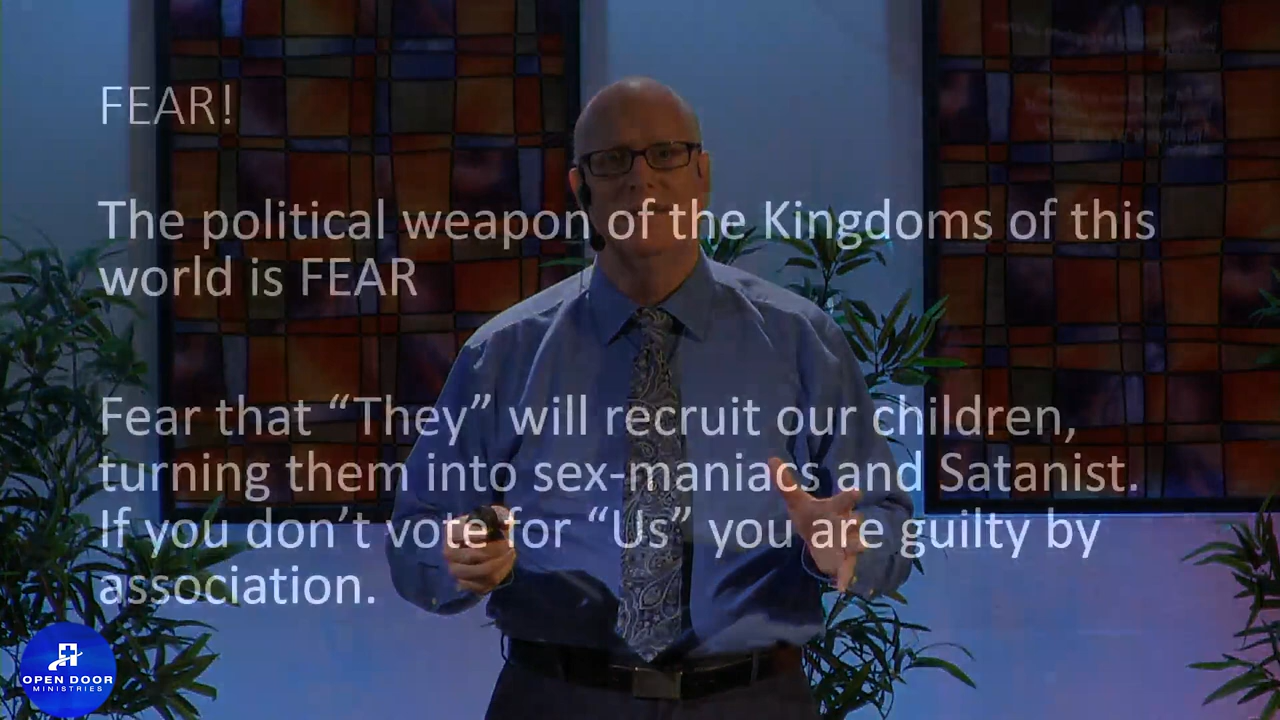 FEAR!
The political weapon of the Kingdoms of this
world is FEAR
Fear that “They” will recruit our children,
turning them into sex-maniacs and Satanist.
If you don’t vote for “Us” you are guilty by
association.
OPEN DOOR
MINISTRIES